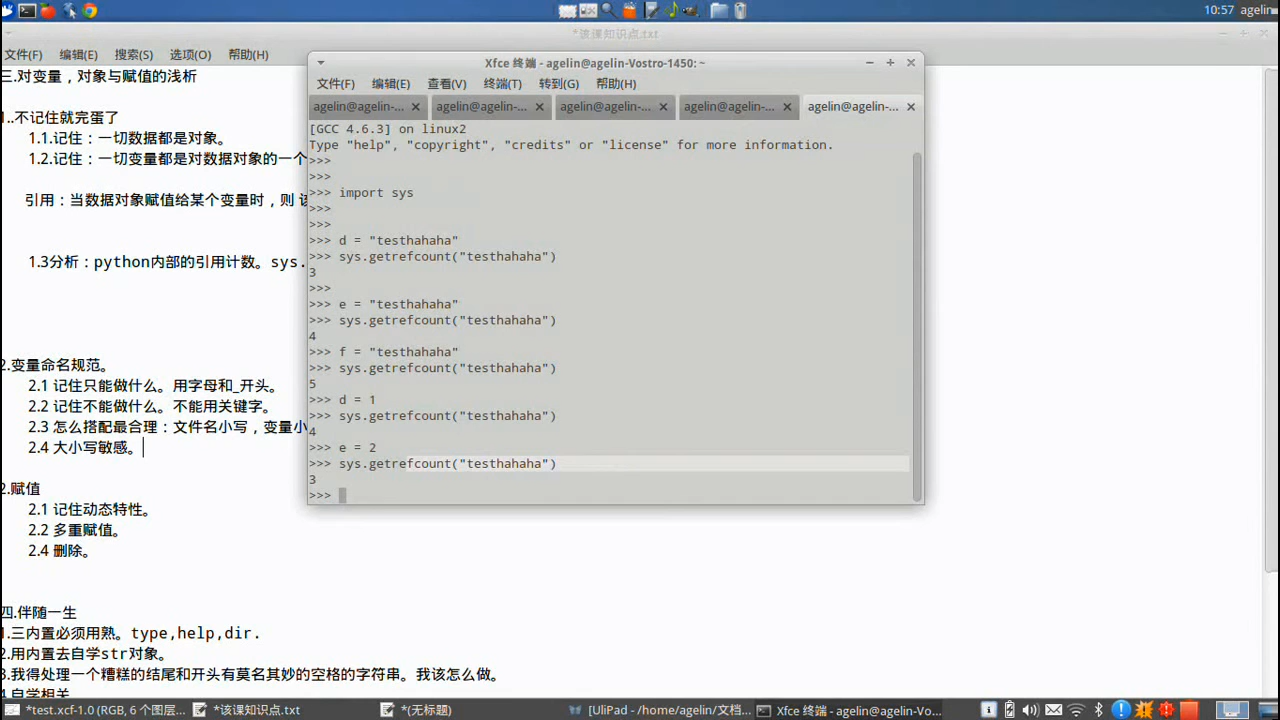 10:57 agelin
*该课知识点.txt
文件(F) 编辑(E) 搜索(S) 选项(O) 帮助(H)
三.对变量，对象与赋值的浅析
1..不记住就完蛋了
1.1.记住：一切数据都是对象。
1.2.记住：一切变量都是对数据对象的一个
引用：当数据对象赋值给某个变量时，则
1.3分析：python内部的引用计数。sys.
2.变量命名规范。
2.1 记住只能做什么。用字母和_开头。
2.2 记住不能做什么。不能用关键字。
2.3 怎么搭配最合理：文件名小写，变量小
2.4 大小写敏感。
2.赋值
2.1 记住动态特性。
2.2 多重赋值。
2.4 删除。
四.伴随一生
1.三内置必须用熟。type,help,dir.
2.用内置去自学str对象。
3.我得处理一个糟糕的结尾和开头有莫名其妙的空格的字符串。我该怎么做。
4.自学相关
Xfce 终端 - agelin@agelin-Vostro-1450: ~
文件(F) 编辑(E) 查看(V) 终端(T) 转到(G) 帮助(H)
agelin@agelin-... agelin@agelin-... agelin@agelin-... agelin@agelin-... agelin@agelin-...
[GCC 4.6.3] on linux2
Type "help", "copyright", "credits" or "license" for more information.
>>>
>>>
>>> import sys
>>>
>>>
>>> d = "testhahaha"
>>> sys.getrefcount("testhahaha")
3
>>>
>>> e = "testhahaha"
>>> sys.getrefcount("testhahaha")
4
>>> f = "testhahaha"
>>> sys.getrefcount("testhahaha")
5
>>> d = 1
>>> sys.getrefcount("testhahaha")
4
>>> e = 2
>>> sys.getrefcount("testhahaha")
3
>>>
*test.xcf-1.0 (RGB, 6 个图层... *该课知识点.txt *(无标题) [UliPad - /home/agelin/文档... Xfce 终端 - agelin@agelin-Vo...